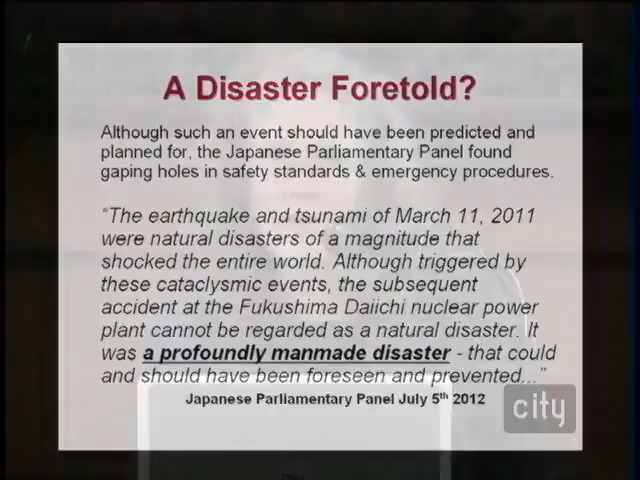 A Disaster Foretold?
Although such an event should have been predicted and
planned for, the Japanese Parliamentary Panel found
gaping holes in safety standards & emergency procedures.
“The earthquake and tsunami of March 11, 2011
were natural disasters of a magnitude that
shocked the entire world. Although triggered by
these cataclysmic events, the subsequent
accident at the Fukushima Daiichi nuclear power
plant cannot be regarded as a natural disaster. It
was a profoundly manmade disaster - that could
and should have been foreseen and prevented...”
Japanese Parliamentary Panel July 5th 2012
city